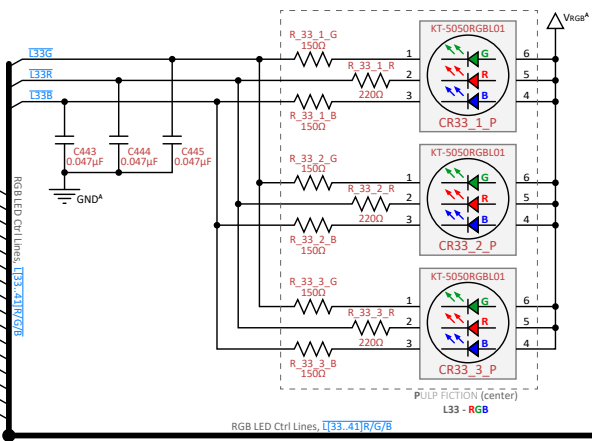 VRGBᴬ
KT-5050RGBL01
R_33_1_G
150Ω
L33G
1
G
6
R_33_1_R
L33R
2
R
5
220Ω
L33B
3
B
4
R_33_1_B
150Ω
CR33_1_P
C443
0.047µF
C444
0.047µF
C445
0.047µF
GNDᴬ
KT-5050RGBL01
R_33_2_G
150Ω
1
G
6
R_33_2_R
2
R
5
220Ω
3
B
4
R_33_2_B
150Ω
CR33_2_P
KT-5050RGBL01
R_33_3_G
150Ω
1
G
6
R_33_3_R
2
R
5
220Ω
3
B
4
R_33_3_B
150Ω
CR33_3_P
RGB LED Ctrl Lines, L[33..41]R/G/B
PULP FICTION (center)
L33 - RGB
RGB LED Ctrl Lines, L[33..41]R/G/B